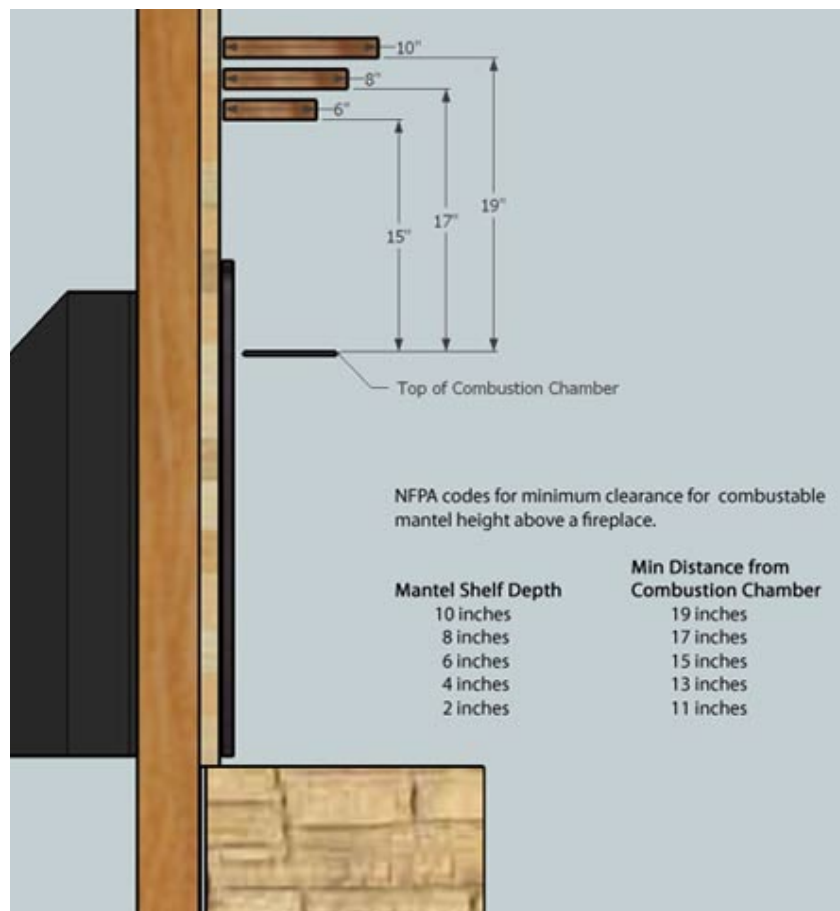 10"
8"
6"
19"
17"
15"
Top of Combustion Chamber
NFPA codes for minimum clearance for combustable
mantel height above a fireplace.
Mantel Shelf Depth Min Distance from Combustion Chamber
10 inches 19 inches
8 inches 17 inches
6 inches 15 inches
4 inches 13 inches
2 inches 11 inches